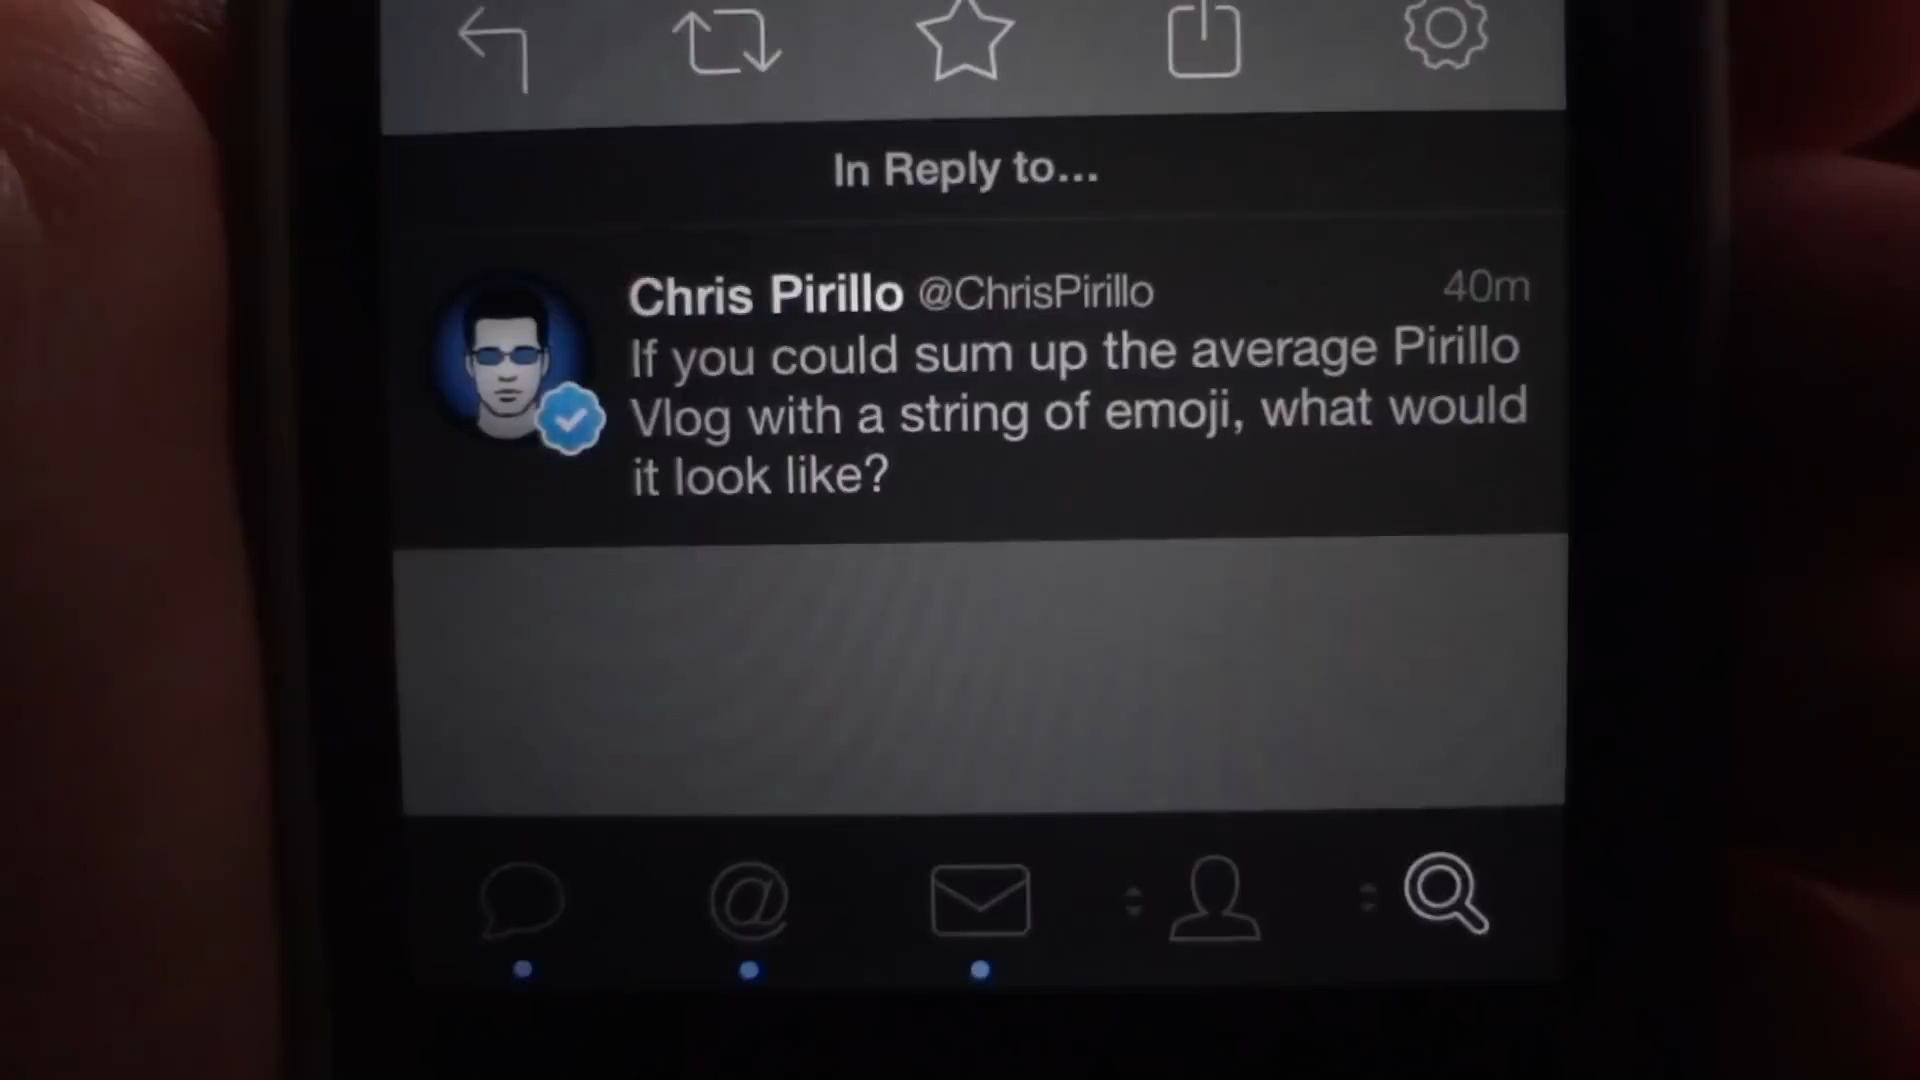 In Reply to...
Chris Pirillo @ChrisPirillo 40m
If you could sum up the average Pirillo
Vlog with a string of emoji, what would
it look like?